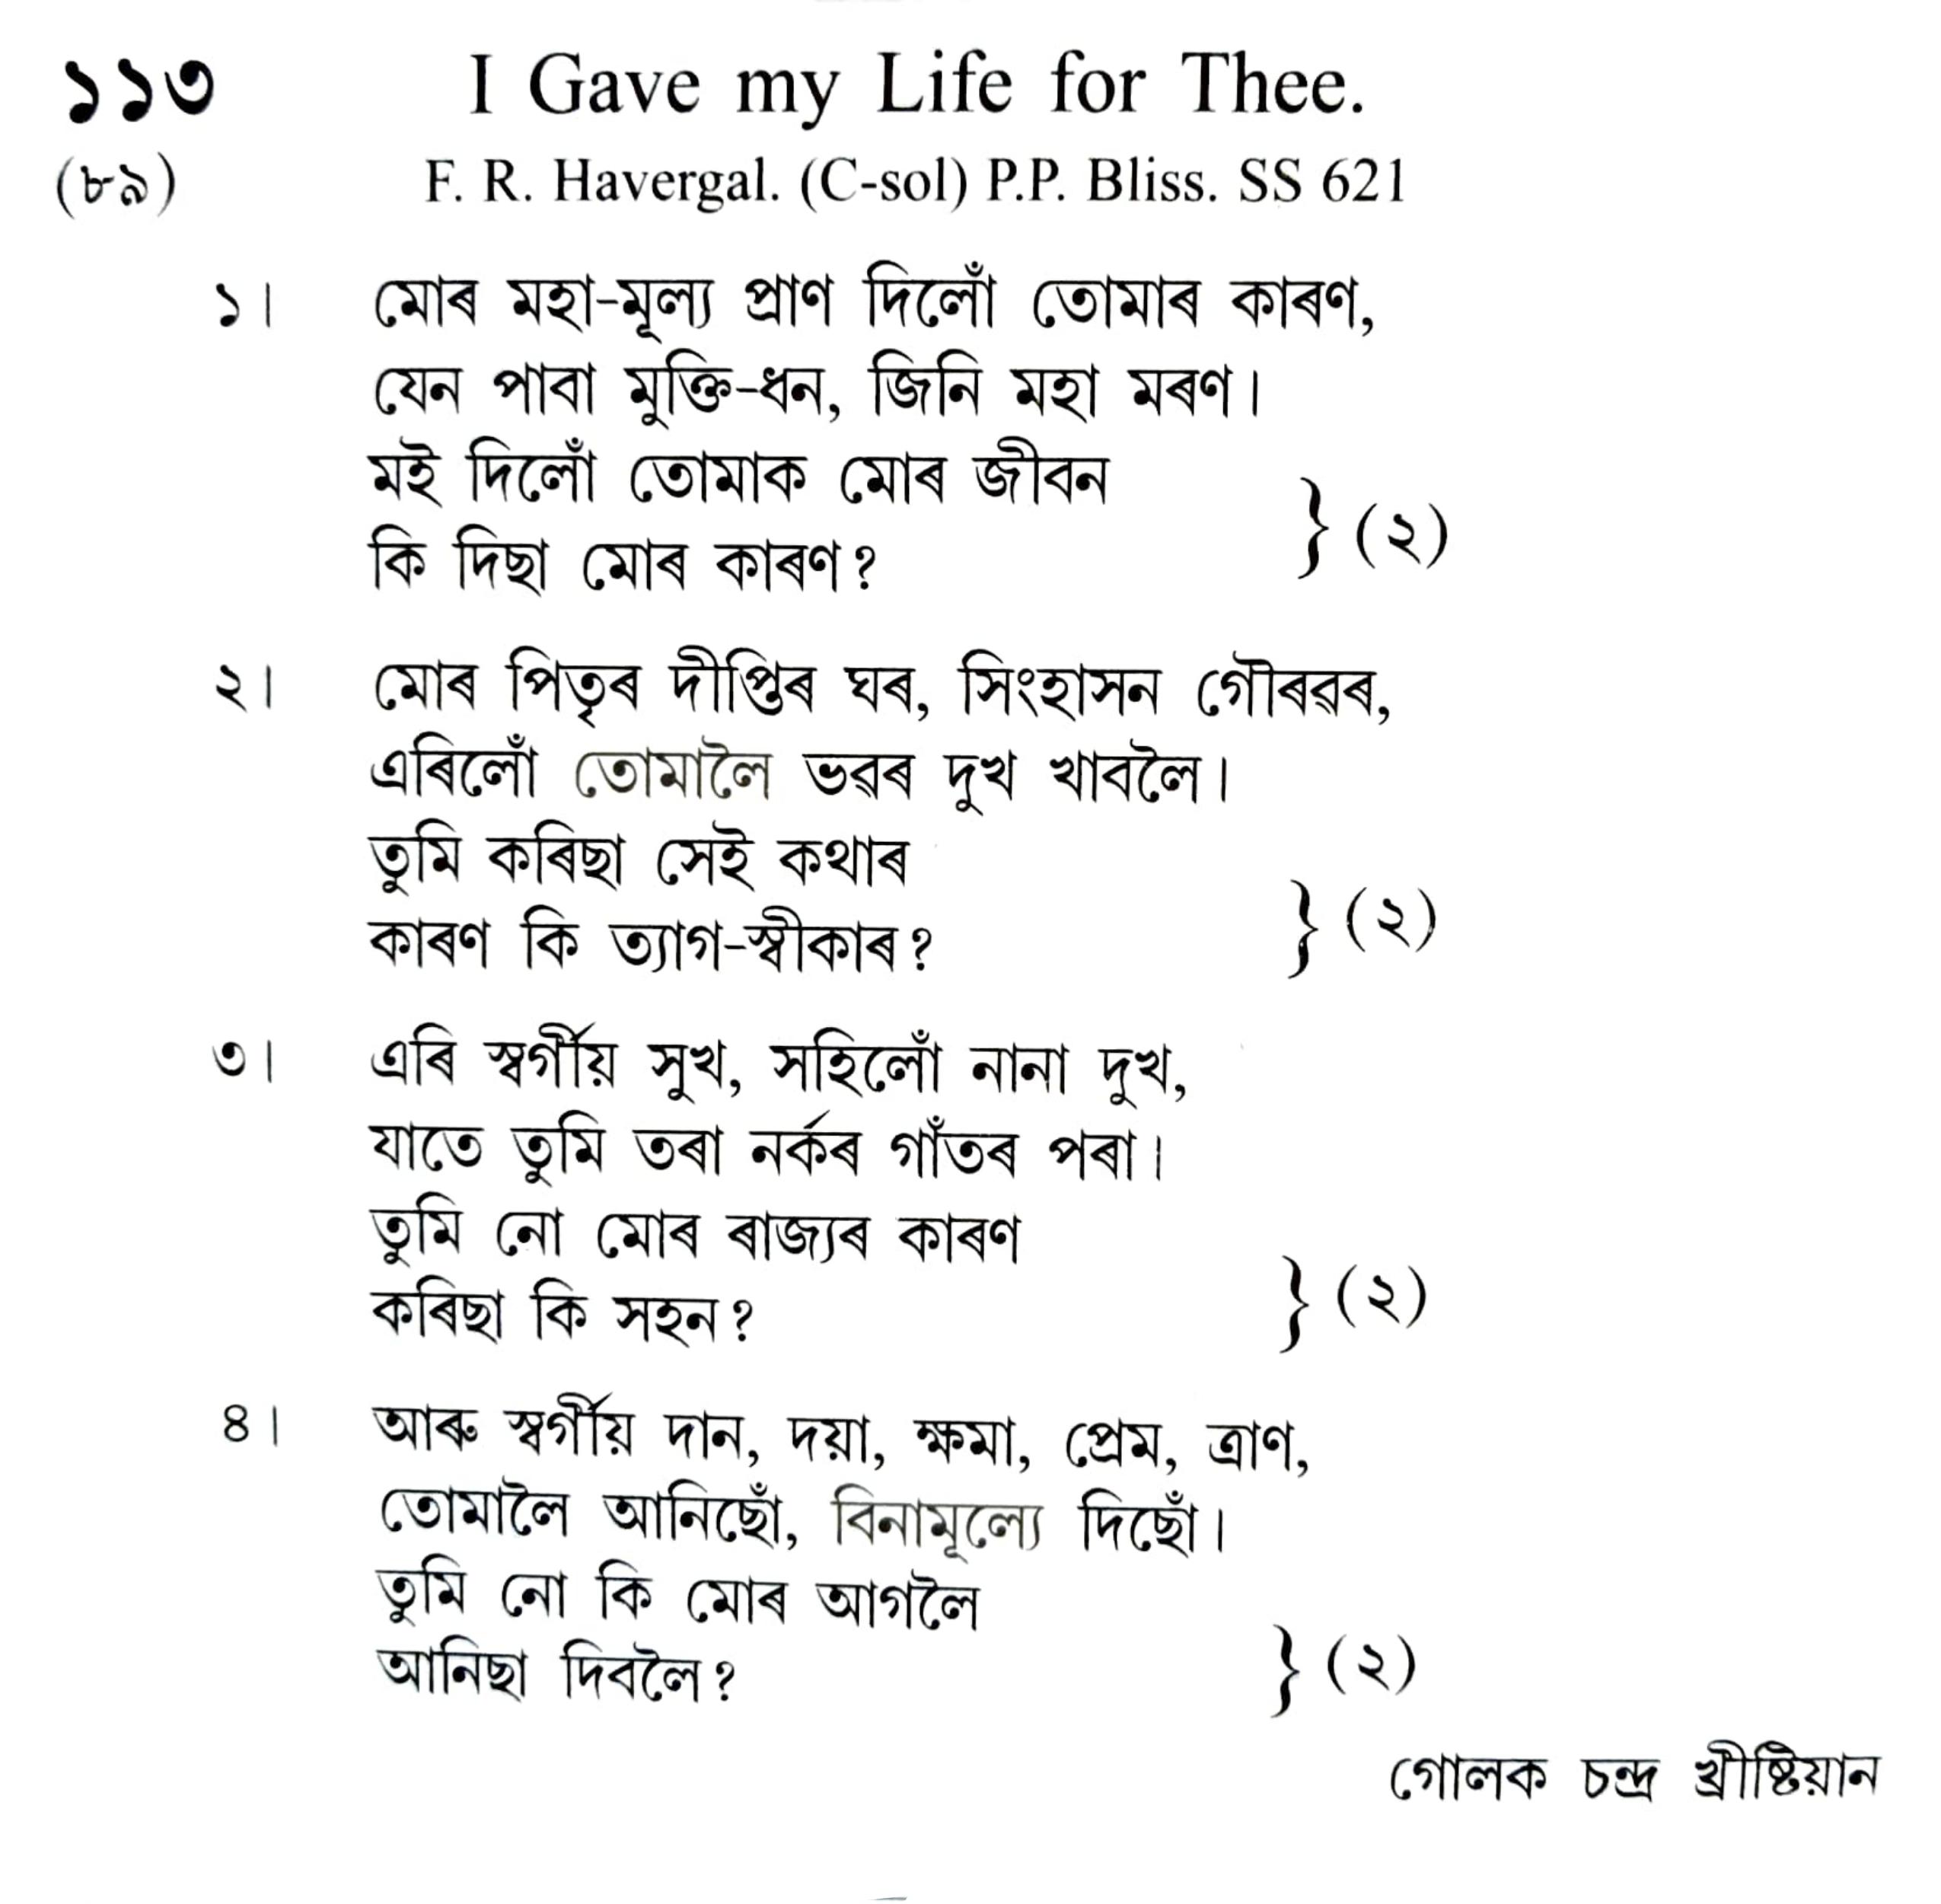 ১১৩ I Gave my Life for Thee.
(৮৯) F. R. Havergal. (C-sol) P.P. Bliss. SS 621
১। মোৰ মহা-মূল্য প্ৰাণ দিলোঁ তোমাৰ কাৰণ,
যেন পাবা মুক্তি-ধন, জিনি মহা মৰণ।
মই দিলোঁ তোমাক মোৰ জীবন
কি দিছা মোৰ কাৰণ? } (২)
২। মোৰ পিতৃৰ দীপ্তিৰ ঘৰ, সিংহাসন গৌৰৱৰ,
এৰিলোঁ তোমালৈ ভৱৰ দুখ খাবলৈ।
তুমি কৰিছা সেই কথাৰ
কাৰণ কি ত্যাগ-স্বীকাৰ? } (২)
৩। এৰি স্বৰ্গীয় সুখ, সহিলোঁ নানা দুখ,
যাতে তুমি তৰা নৰ্কৰ গাঁতৰ পৰা।
তুমি নো মোৰ ৰাজ্যৰ কাৰণ
কৰিছা কি সহন? } (২)
৪। আৰু স্বৰ্গীয় দান, দয়া, ক্ষমা, প্ৰেম, ত্ৰাণ,
তোমালৈ আনিছোঁ, বিনামূল্যে দিছোঁ।
তুমি নো কি মোৰ আগলৈ
আনিছা দিবলৈ? } (২)
গোলক চন্দ্ৰ খ্ৰীষ্টিয়ান